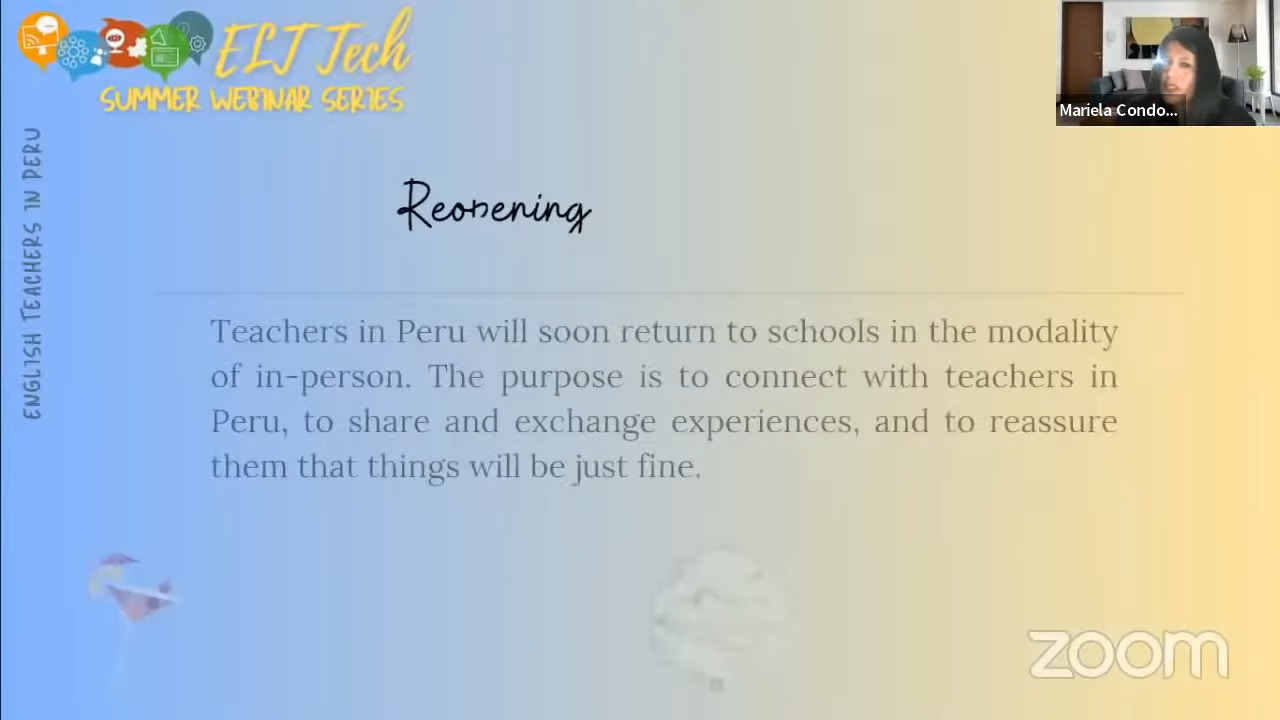 ELT Tech
SUMMER WEBINAR SERIES
Mariela Condo...
ENGLISH TEACHERS IN PERU
Reopening
Teachers in Peru will soon return to schools in the modality
of in-person. The purpose is to connect with teachers in
Peru, to share and exchange experiences, and to reassure
them that things will be just fine.
zoom